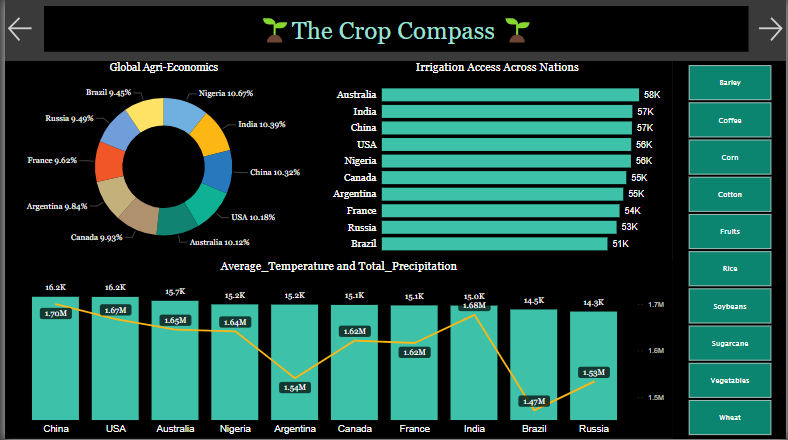 The Crop Compass
Global Agri-Economics
Brazil 9.45%
Nigeria 10.67%
Russia 9.49%
India 10.39%
France 9.62%
China 10.32%
Argentina 9.84%
USA 10.18%
Canada 9.93%
Australia 10.12%
Irrigation Access Across Nations
Australia 58K
India 57K
China 57K
USA 56K
Nigeria 56K
Canada 55K
Argentina 55K
France 54K
Russia 53K
Brazil 51K
Average_Temperature and Total_Precipitation
16.2K 16.2K 15.7K 15.2K 15.2K 15.1K 15.1K 15.0K 14.5K 14.3K
1.70M 1.67M 1.65M 1.64M 1.54M 1.62M 1.62M 1.68M 1.47M 1.53M
1.7M
1.6M
1.5M
China USA Australia Nigeria Argentina Canada France India Brazil Russia
Barley
Coffee
Corn
Cotton
Fruits
Rice
Soybeans
Sugarcane
Vegetables
Wheat